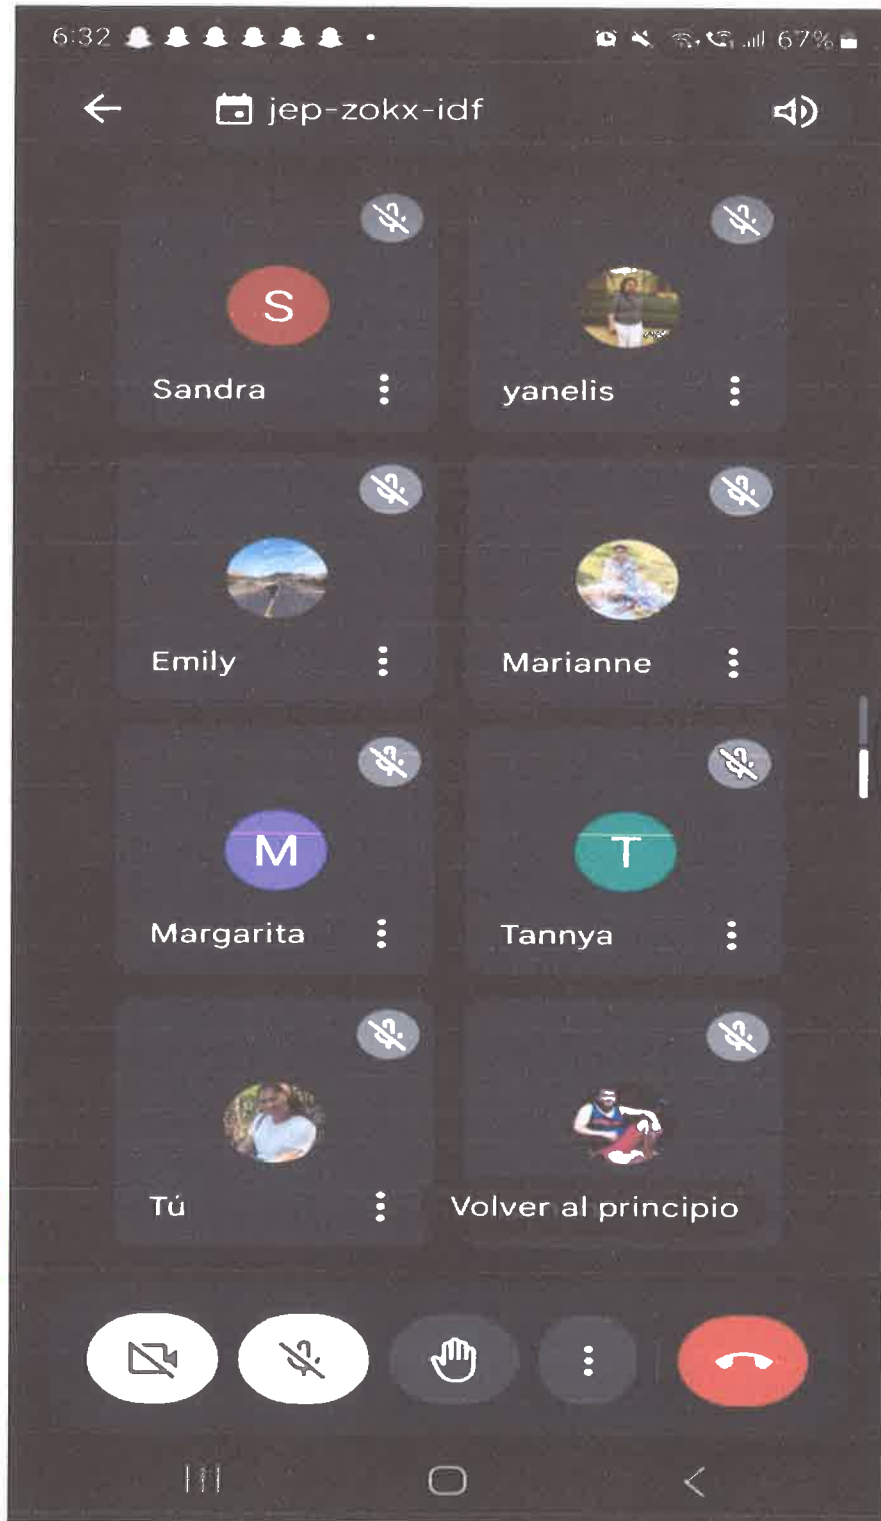 6:32 67%
jep-zokx-idf
S
Sandra yanelis
Emily Marianne
M T
Margarita Tannya
Tú Volver al principio